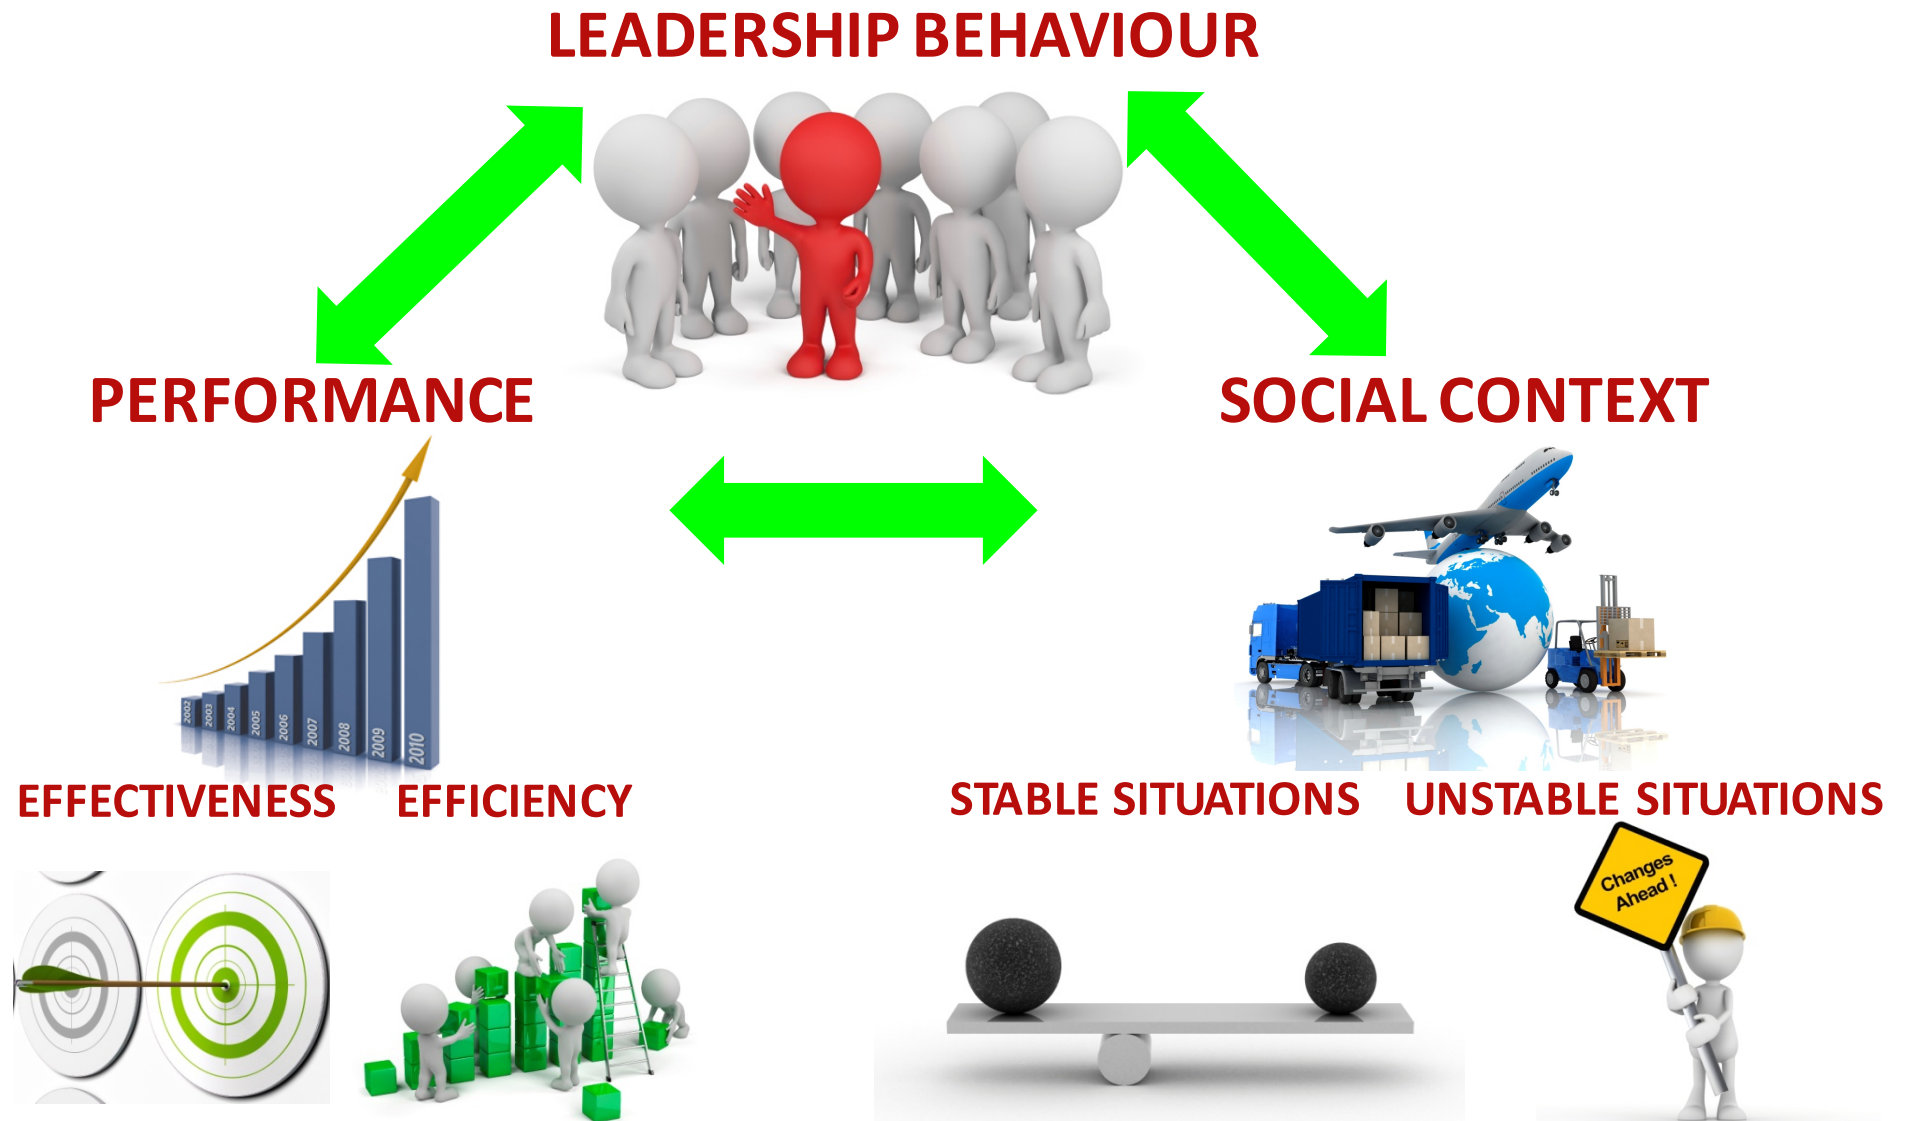 LEADERSHIP BEHAVIOUR
PERFORMANCE
SOCIAL CONTEXT
2002
2003
2004
2005
2006
2007
2008
2009
2010
EFFECTIVENESS
EFFICIENCY
STABLE SITUATIONS
UNSTABLE SITUATIONS
Changes
Ahead !